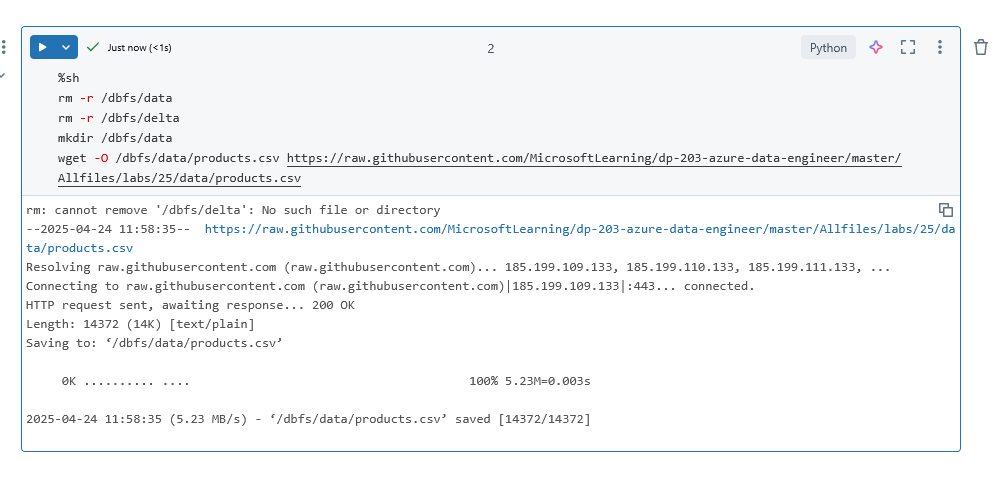 Just now (<1s)
2
Python
%sh
rm -r /dbfs/data
rm -r /dbfs/delta
mkdir /dbfs/data
wget -O /dbfs/data/products.csv https://raw.githubusercontent.com/MicrosoftLearning/dp-203-azure-data-engineer/master/
Allfiles/labs/25/data/products.csv
rm: cannot remove '/dbfs/delta': No such file or directory
--2025-04-24 11:58:35--  https://raw.githubusercontent.com/MicrosoftLearning/dp-203-azure-data-engineer/master/Allfiles/labs/25/da
ta/products.csv
Resolving raw.githubusercontent.com (raw.githubusercontent.com)... 185.199.109.133, 185.199.110.133, 185.199.111.133, ...
Connecting to raw.githubusercontent.com (raw.githubusercontent.com)|185.199.109.133|:443... connected.
HTTP request sent, awaiting response... 200 OK
Length: 14372 (14K) [text/plain]
Saving to: ‘/dbfs/data/products.csv’
0K .......... .... 100% 5.23M=0.003s
2025-04-24 11:58:35 (5.23 MB/s) - ‘/dbfs/data/products.csv’ saved [14372/14372]